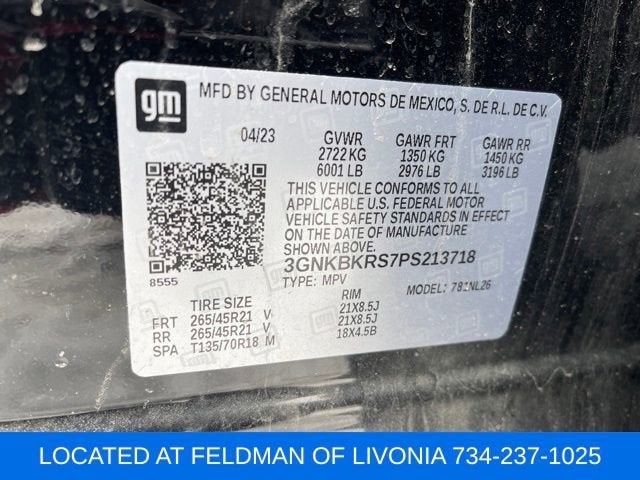 gm
MFD BY GENERAL MOTORS DE MEXICO, S. DE R.L. DE C.V.
04/23 GVWR GAWR FRT GAWR RR
2722 KG 1350 KG 1450 KG
6001 LB 2976 LB 3196 LB
THIS VEHICLE CONFORMS TO ALL
APPLICABLE U.S. FEDERAL MOTOR
VEHICLE SAFETY STANDARDS IN EFFECT
ON THE DATE OF MANUFACTURE
SHOWN ABOVE.
3GNKBKRS7PS213718
8555 TYPE: MPV MODEL: 781NL26
TIRE SIZE RIM
FRT 265/45R21 V 21X8.5J
RR 265/45R21 V 21X8.5J
SPA T135/70R18 M 18X4.5B
LOCATED AT FELDMAN OF LIVONIA 734-237-1025